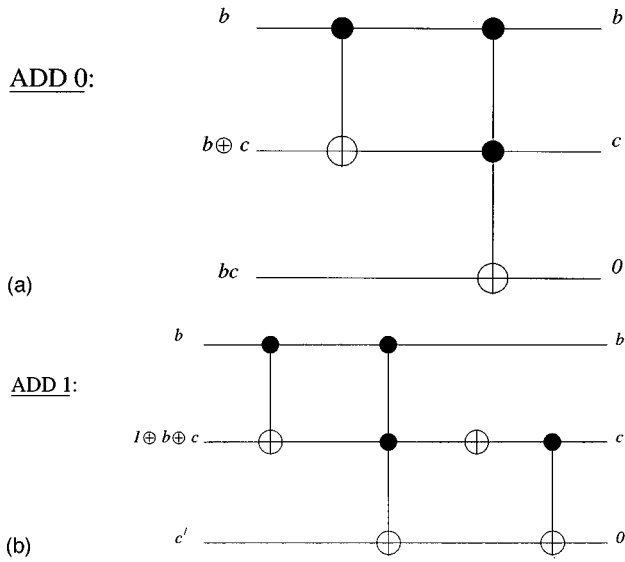 b b
ADD 0:
b ⊕ c c
bc 0
(a)
b b
ADD 1:
1 ⊕ b ⊕ c c
c′ 0
(b)